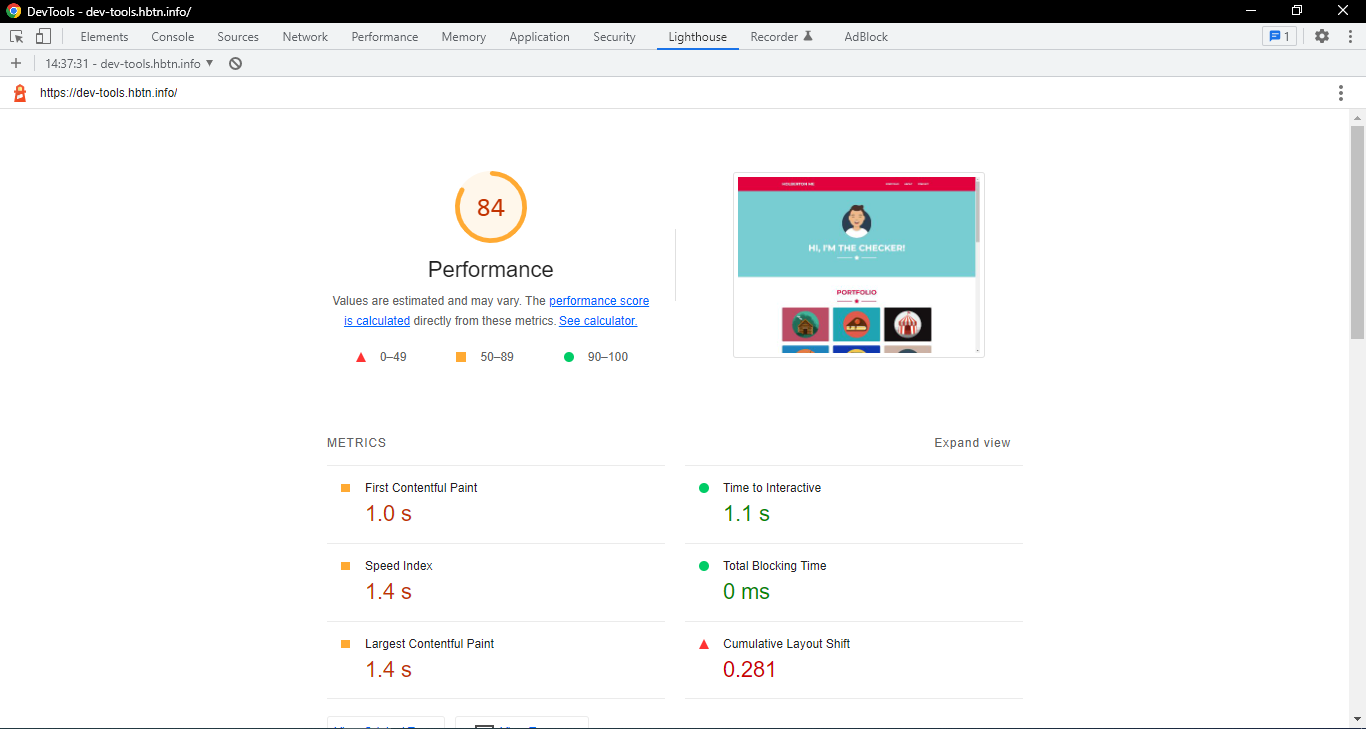 DevTools - dev-tools.hbtn.info/
Elements Console Sources Network Performance Memory Application Security Lighthouse Recorder AdBlock 1
14:37:31 - dev-tools.hbtn.info
https://dev-tools.hbtn.info/
84
Performance
Values are estimated and may vary. The performance score
is calculated directly from these metrics. See calculator.
0–49 50–89 90–100
HI, I'M THE CHECKER!
PORTFOLIO
METRICS Expand view
First Contentful Paint
1.0 s
Time to Interactive
1.1 s
Speed Index
1.4 s
Total Blocking Time
0 ms
Largest Contentful Paint
1.4 s
Cumulative Layout Shift
0.281